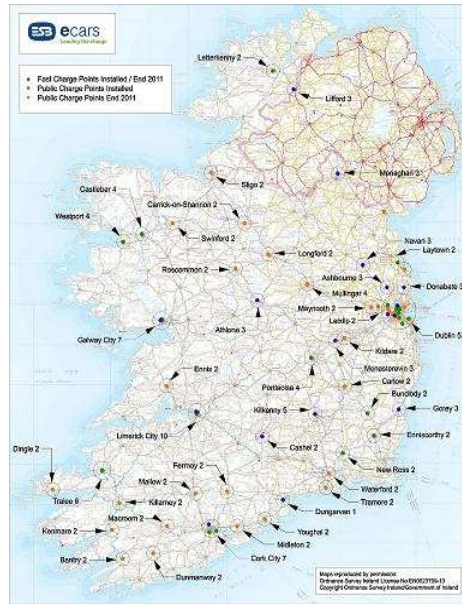 ESB ecars
Leading the charge
Fast Charge Points Installed / End 2011
Public Charge Points Installed
Public Charge Points End 2011
Letterkenny 2
Lifford 3
Monaghan 3
Sligo 2
Castlebar 4
Carrick-on-Shannon 2
Westport 4
Swinford 2
Longford 2
Navan 3
Laytown 2
Roscommon 2
Ashbourne 3
Mullingar 4
Donabate 3
Maynooth 2
Leixlip 2
Athlone 3
Dublin
Galway City 7
Kildare 2
Monasterevin 3
Ennis 2
Portlaoise 4
Carlow 2
Bunclody 2
Kilkenny 5
Gorey 3
Limerick City 10
Enniscorthy 2
Cashel 2
Dingle 2
New Ross 2
Fermoy 2
Mallow 2
Waterford 2
Tralee 6
Killarney 2
Tramore 2
Macroom 2
Dungarvan 1
Kenmare 2
Youghal 2
Midleton 2
Bantry 2
Cork City 7
Dunmanway 2
Maps reproduced by permission
Ordnance Survey Ireland License No
Copyright Ordnance Survey Ireland/Government of Ireland